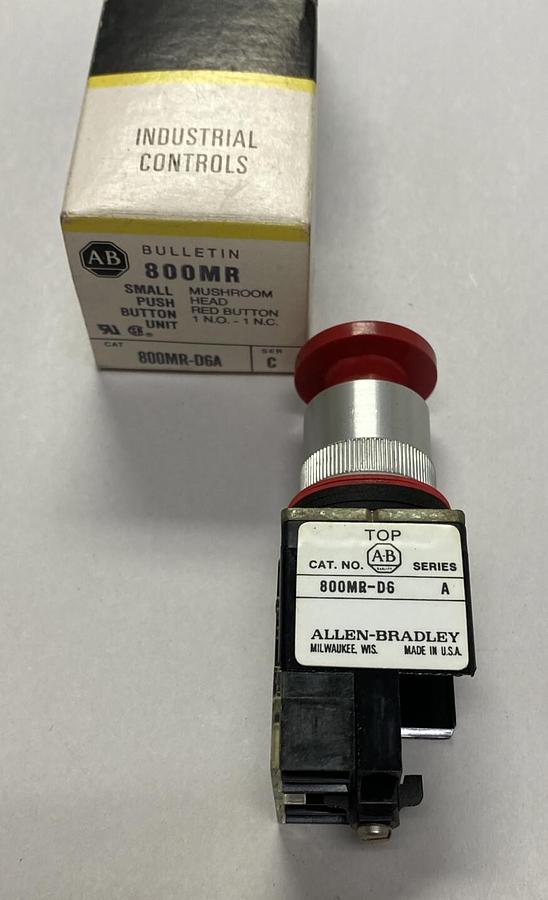 INDUSTRIAL
CONTROLS
AB
BULLETIN
800MR
SMALL
PUSH
BUTTON
UNIT
MUSHROOM
HEAD
RED BUTTON
1 N.O. - 1 N.C.
CAT
800MR-D6A
SER
C
TOP
A-B
CAT. NO.
SERIES
800MR-D6 A
ALLEN-BRADLEY
MILWAUKEE, WIS. MADE IN U.S.A.